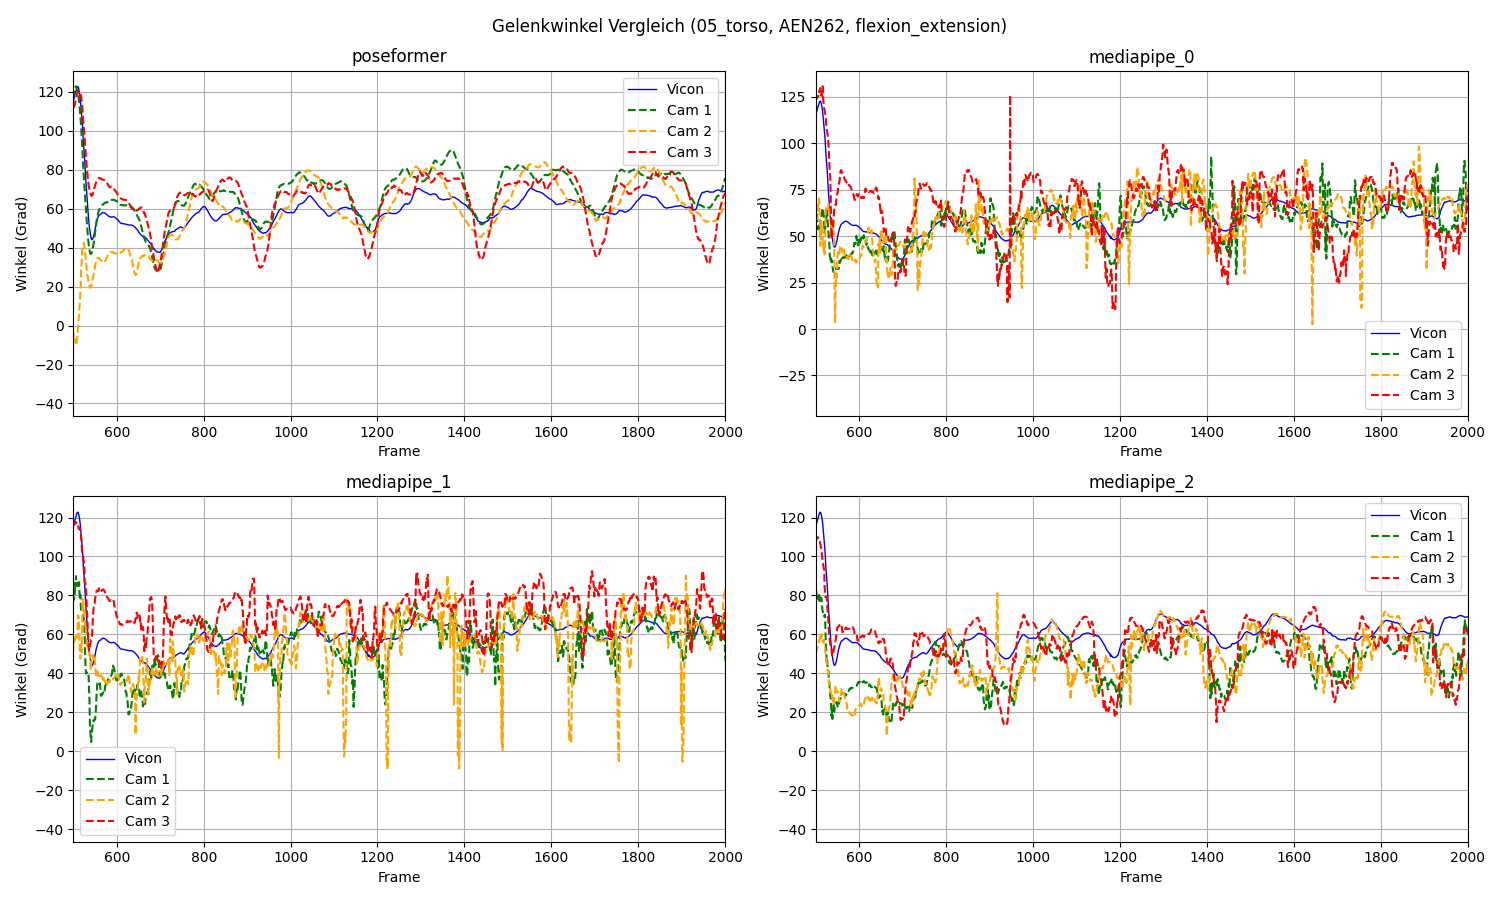 Gelenkwinkel Vergleich (05_torso, AEN262, flexion_extension)
poseformer
Winkel (Grad)
120
100
80
60
40
20
0
−20
−40
600 800 1000 1200 1400 1600 1800 2000
Frame
Vicon
Cam 1
Cam 2
Cam 3
mediapipe_0
Winkel (Grad)
125
100
75
50
25
0
−25
600 800 1000 1200 1400 1600 1800 2000
Frame
Vicon
Cam 1
Cam 2
Cam 3
mediapipe_1
Winkel (Grad)
120
100
80
60
40
20
0
−20
−40
600 800 1000 1200 1400 1600 1800 2000
Frame
Vicon
Cam 1
Cam 2
Cam 3
mediapipe_2
Winkel (Grad)
120
100
80
60
40
20
0
−20
−40
600 800 1000 1200 1400 1600 1800 2000
Frame
Vicon
Cam 1
Cam 2
Cam 3